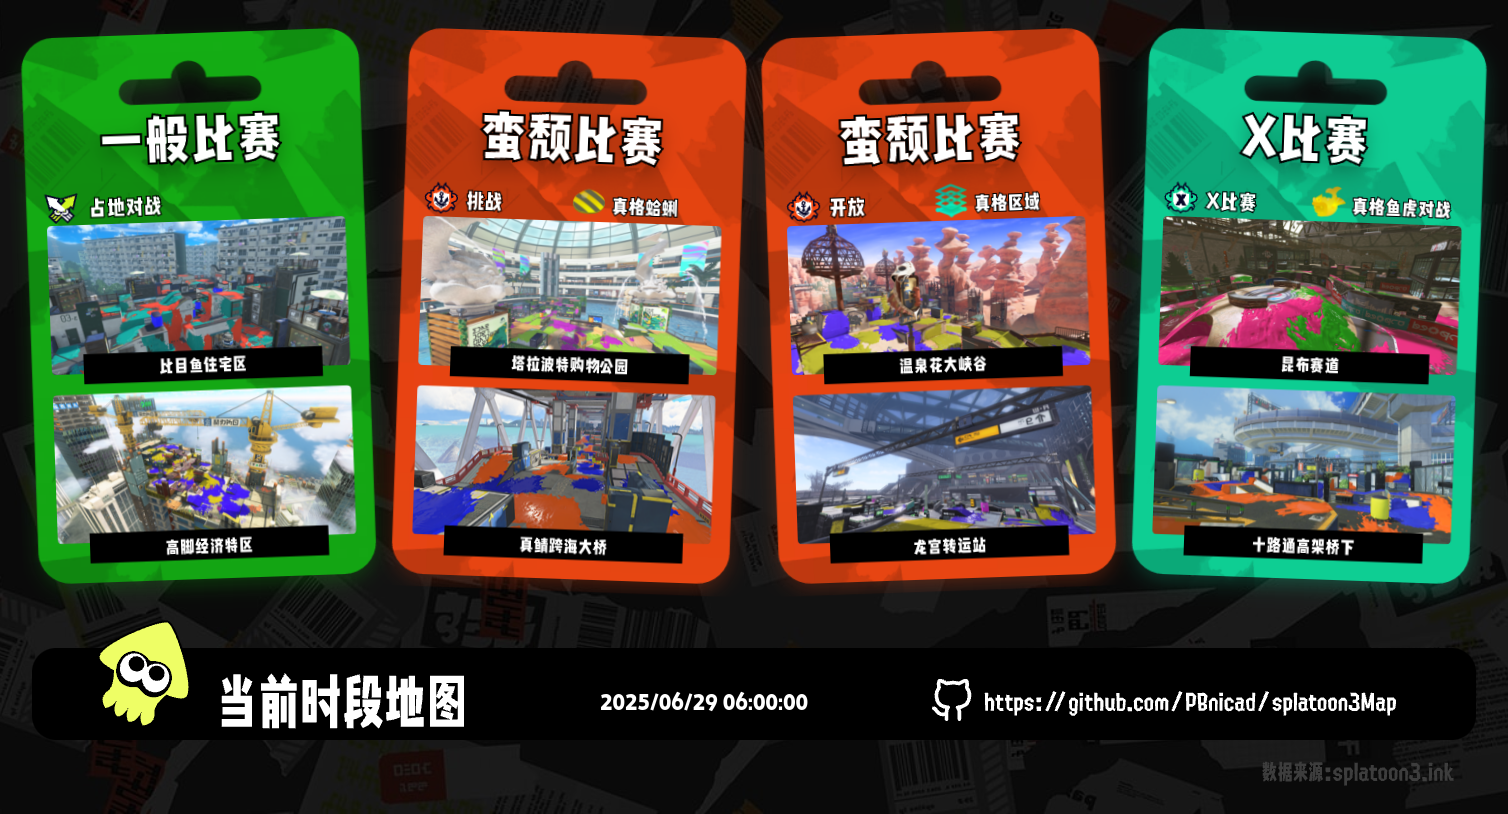 一般比赛
占地对战
比目鱼住宅区
高脚经济特区
蛮颓比赛
挑战
真格蛤蜊
塔拉波特购物公园
真鲭跨海大桥
蛮颓比赛
开放
真格区域
温泉花大峡谷
龙宫转运站
X比赛
X比赛
真格鱼虎对战
昆布赛道
十路通高架桥下
当前时段地图
2025/06/29 06:00:00
https://github.com/PBnicad/splatoon3Map
数据来源:splatoon3.ink